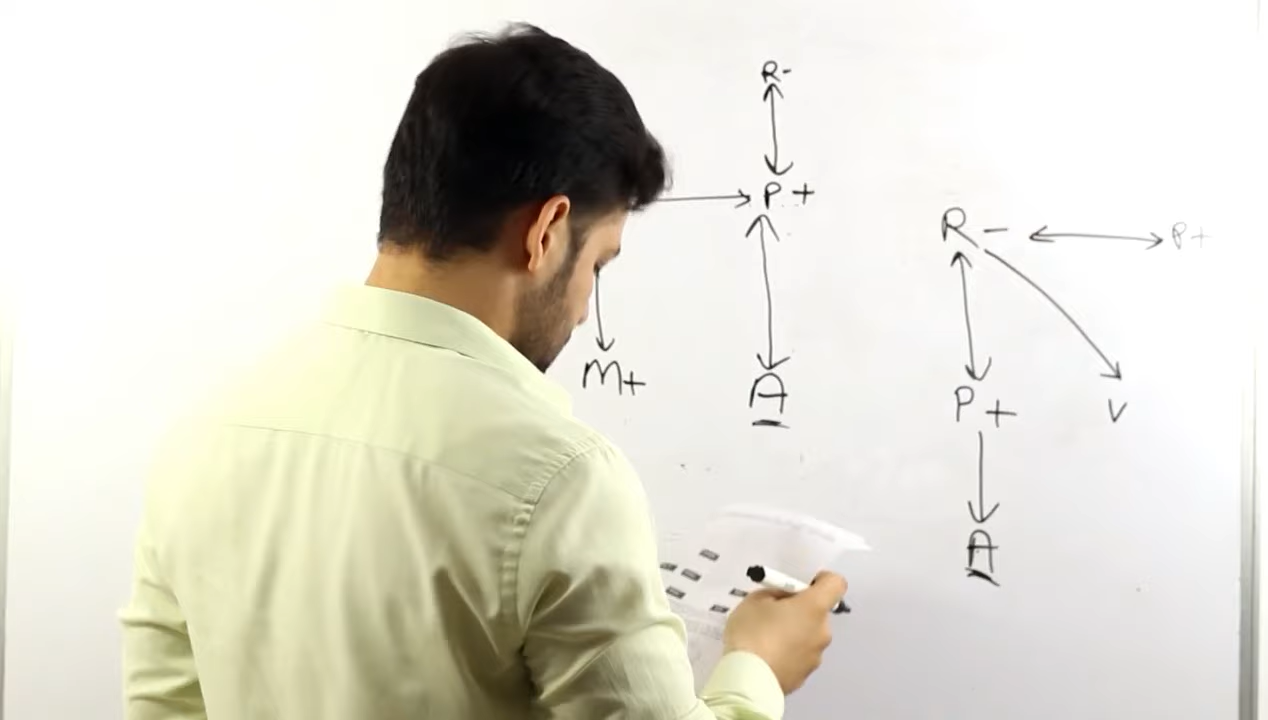 R-
P +
M+
A
R - P+
P + V
A